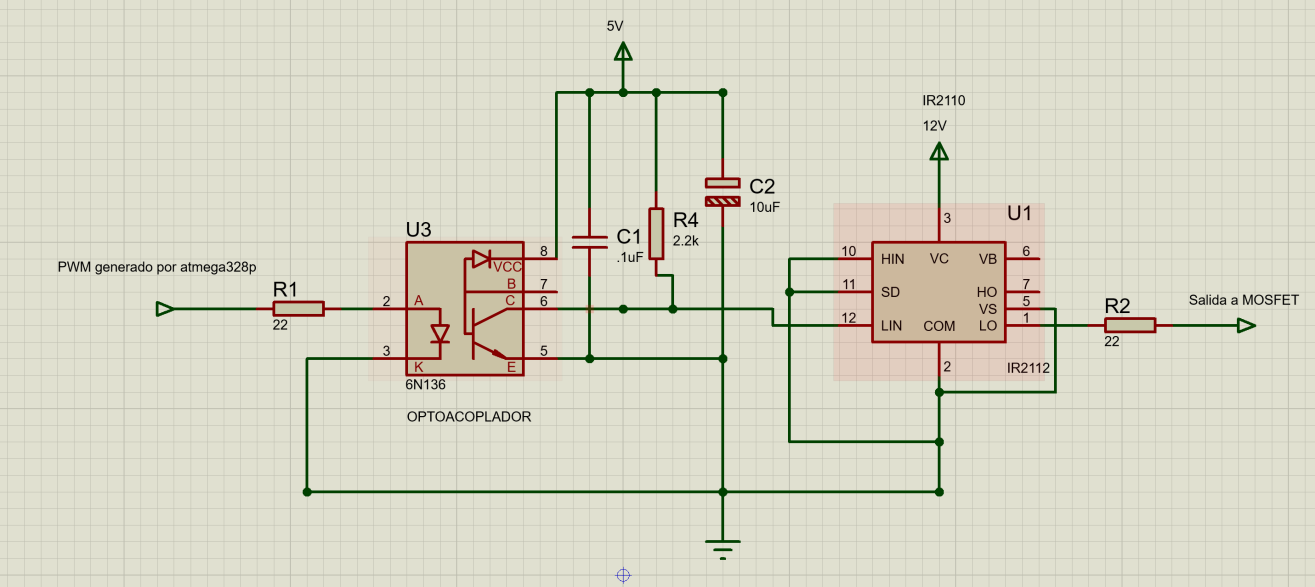 5V
IR2110
12V
C2
10uF
U1
3
U3
R4
2.2k
C1
.1uF
PWM generado por atmega328p
R1
22
8
VCC
B
7
2
A
C
6
3
K
E
5
6N136
OPTOACOPLADOR
10
HIN
VC
VB
6
11
SD
HO
7
VS
5
12
LIN
COM
LO
1
2
IR2112
R2
22
Salida a MOSFET